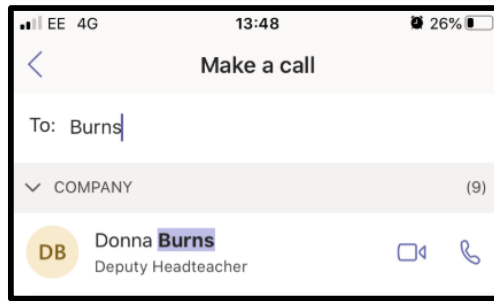 EE 4G 13:48 26%
Make a call
To: Burns
COMPANY (9)
DB Donna Burns
Deputy Headteacher